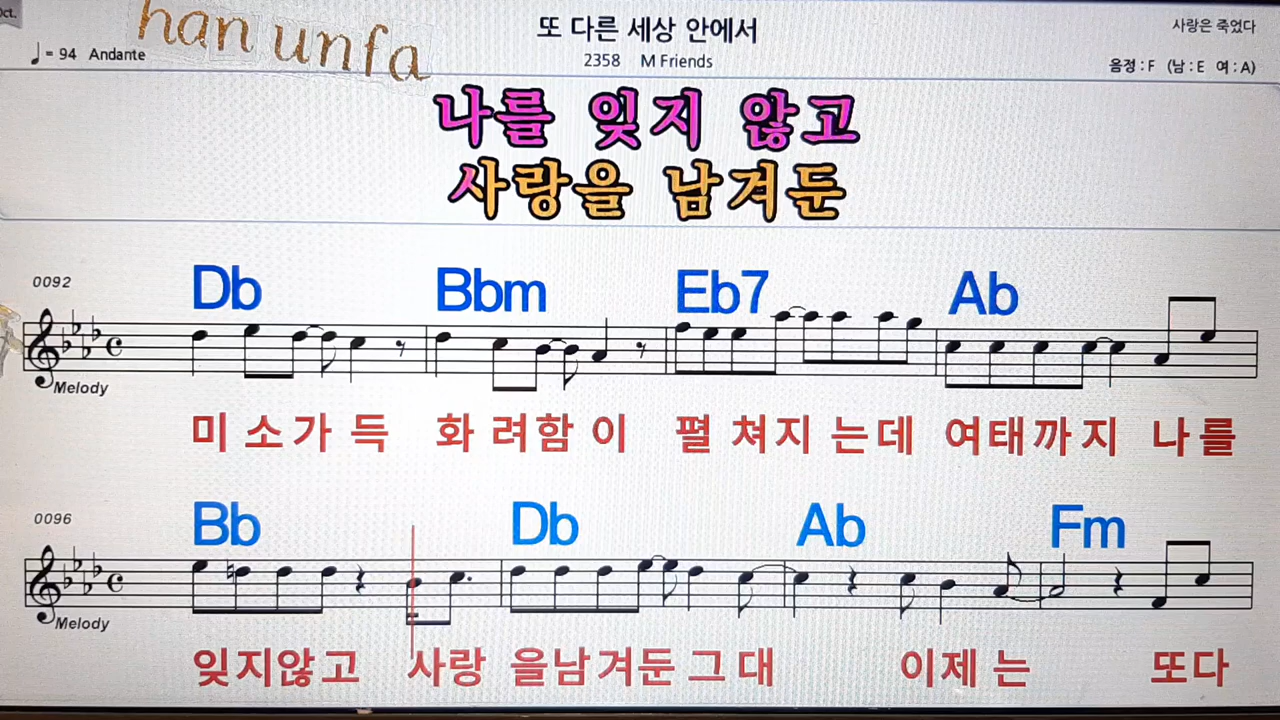 Oct.
han unfa
또 다른 세상 안에서
사랑은 죽었다
♩= 94 Andante
2358 M Friends
음정 : F (남 : E 여 : A)
나를 잊지 않고
사랑을 남겨둔
0092
Db Bbm Eb7 Ab
Melody
미 소가 득 화 려함 이 펼 쳐지 는데 여태까지 나를
0096
Bb Db Ab Fm
Melody
잊지않고 사랑 을남겨둔 그 대 이제 는 또다